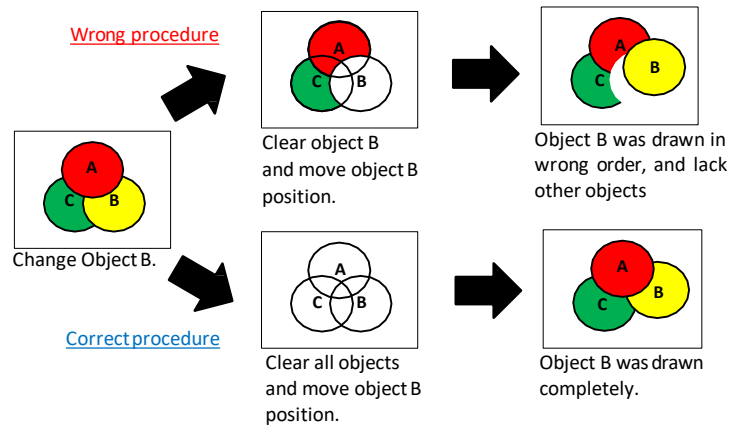 Wrong procedure
A
C
B
Clear object B
and move object B
position.
A
C
B
Object B was drawn in
wrong order, and lack
other objects
A
C
B
Change Object B.
Correct procedure
A
C
B
Clear all objects
and move object B
position.
A
B
C
Object B was drawn
completely.